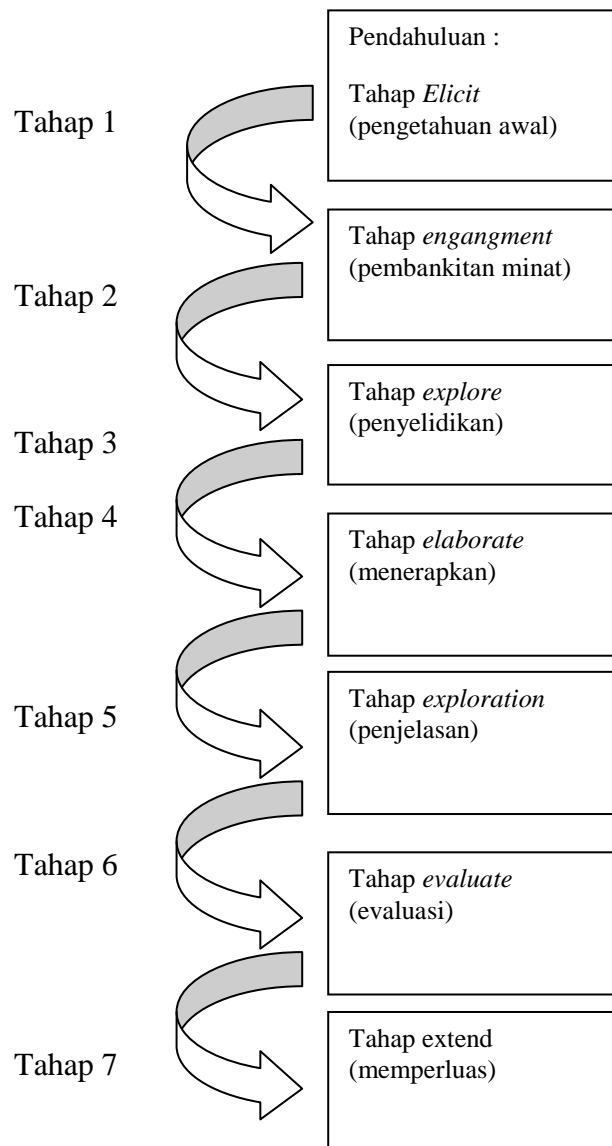 Pendahuluan :
Tahap 1
Tahap Elicit
(pengetahuan awal)
Tahap engangment
(pembankitan minat)
Tahap 2
Tahap explore
(penyelidikan)
Tahap 3
Tahap 4
Tahap elaborate
(menerapkan)
Tahap 5
Tahap exploration
(penjelasan)
Tahap 6
Tahap evaluate
(evaluasi)
Tahap 7
Tahap extend
(memperluas)